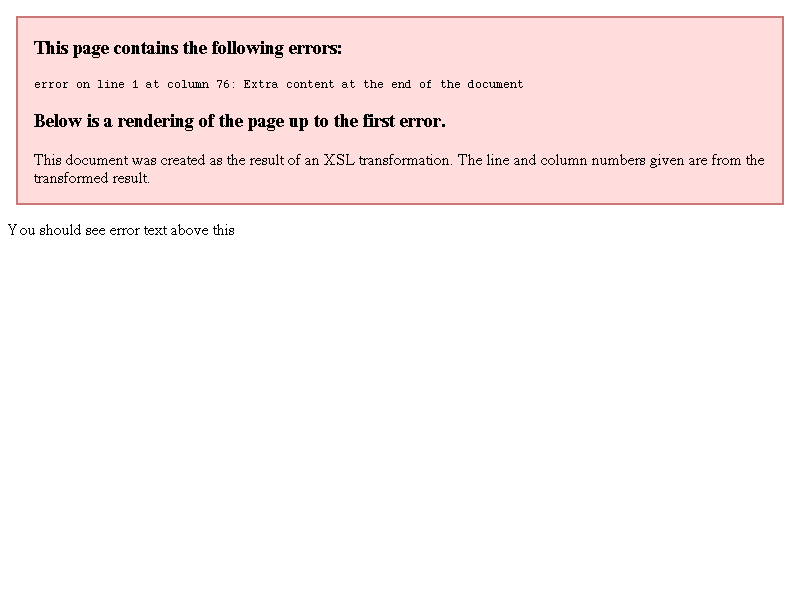 This page contains the following errors:
error on line 1 at column 76: Extra content at the end of the document
Below is a rendering of the page up to the first error.
This document was created as the result of an XSL transformation. The line and column numbers given are from the
transformed result.
You should see error text above this